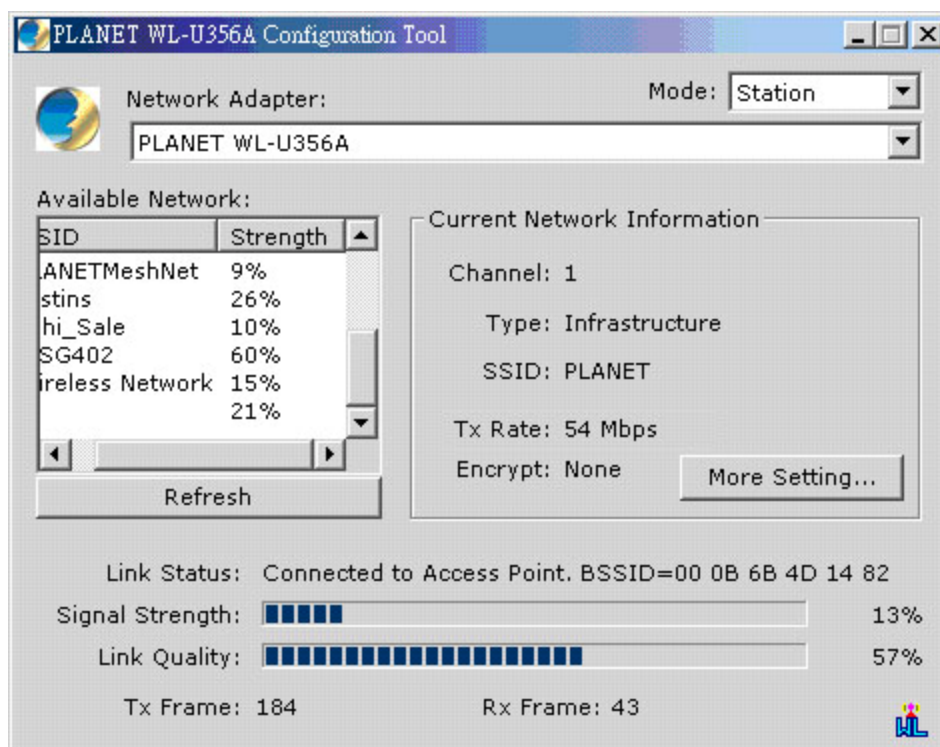 PLANET WL-U356A Configuration Tool
Network Adapter:
Mode: Station
PLANET WL-U356A
Available Network:
SID Strength
ANETMeshNet 9%
stins 26%
hi_Sale 10%
SG402 60%
ireless Network 15%
21%
Refresh
Current Network Information
Channel: 1
Type: Infrastructure
SSID: PLANET
Tx Rate: 54 Mbps
Encrypt: None
More Setting...
Link Status: Connected to Access Point. BSSID=00 0B 6B 4D 14 82
Signal Strength: 13%
Link Quality: 57%
Tx Frame: 184 Rx Frame: 43
WL